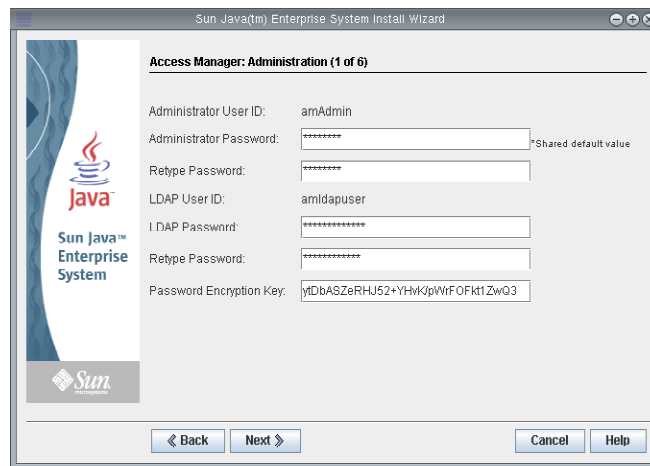 Sun Java(tm) Enterprise System Install Wizard
Access Manager: Administration (1 of 6)
Administrator User ID: amAdmin
Administrator Password: ******** *Shared default value
Retype Password: ********
LDAP User ID: amldapuser
LDAP Password: *************
Retype Password: ************
Password Encryption Key: ytDbASZeRHJ52+YHvK/pWrFOFkt1ZwQ3
Java™
Sun Java™
Enterprise
System
Sun
microsystems
Back Next Cancel Help